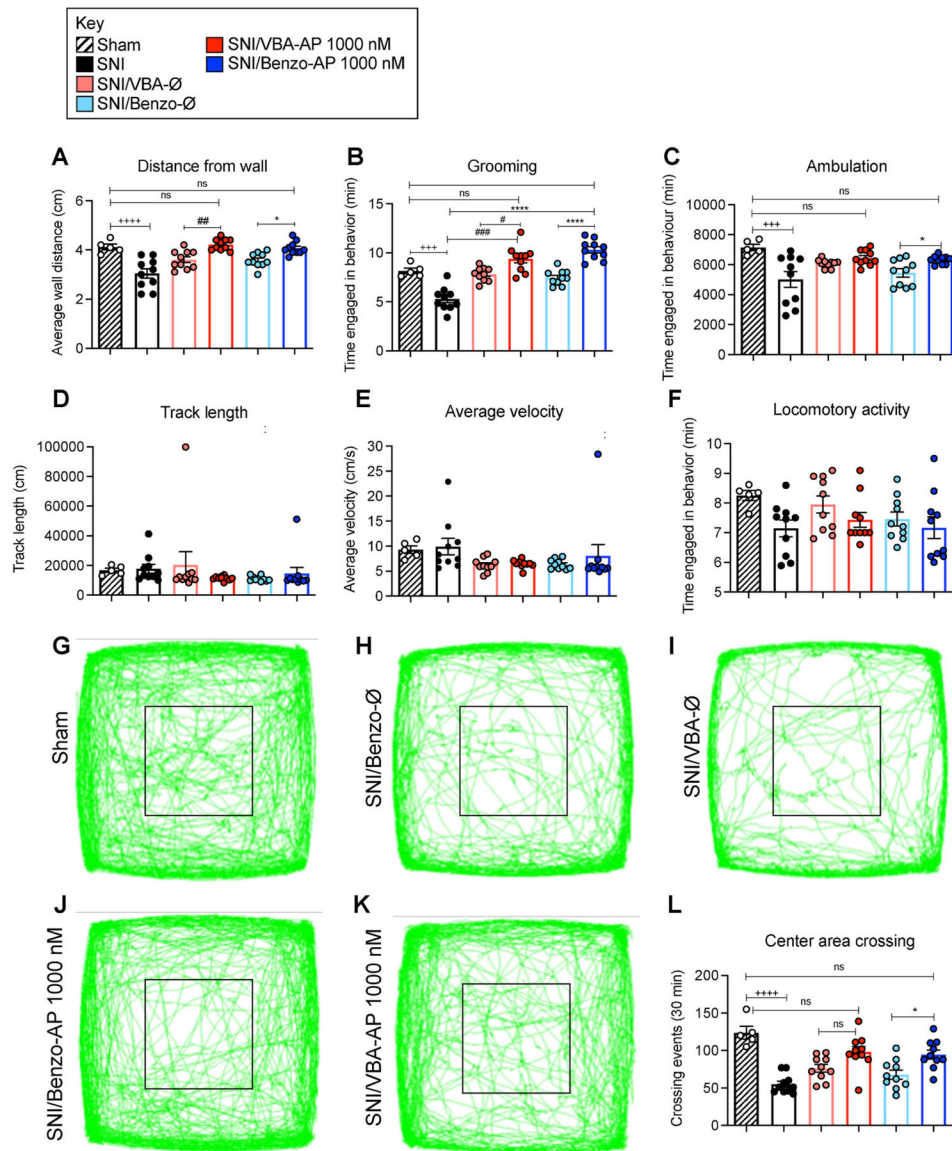 Key
Sham
SNI
SNI/VBA-Ø
SNI/Benzo-Ø
SNI/VBA-AP 1000 nM
SNI/Benzo-AP 1000 nM
A
Distance from wall
Average wall distance (cm)
6
4
2
0
ns
ns
++++
##
*
B
Grooming
Time engaged in behavior (min)
15
10
5
0
ns
****
#
****
+++
###
C
Ambulation
Time engaged in behaviour (min)
10000
8000
6000
4000
2000
0
ns
ns
+++
*
D
Track length
:
Track length (cm)
100000
80000
60000
40000
20000
0
E
Average velocity
:
Average velocity (cm/s)
30
25
20
15
10
5
0
F
Locomotory activity
Time engaged in behavior (min)
10
9
8
7
6
5
G
Sham
H
SNI/Benzo-Ø
I
SNI/VBA-Ø
J
SNI/Benzo-AP 1000 nM
K
SNI/VBA-AP 1000 nM
L
Center area crossing
Crossing events (30 min)
200
150
100
50
0
ns
++++
ns
ns
*